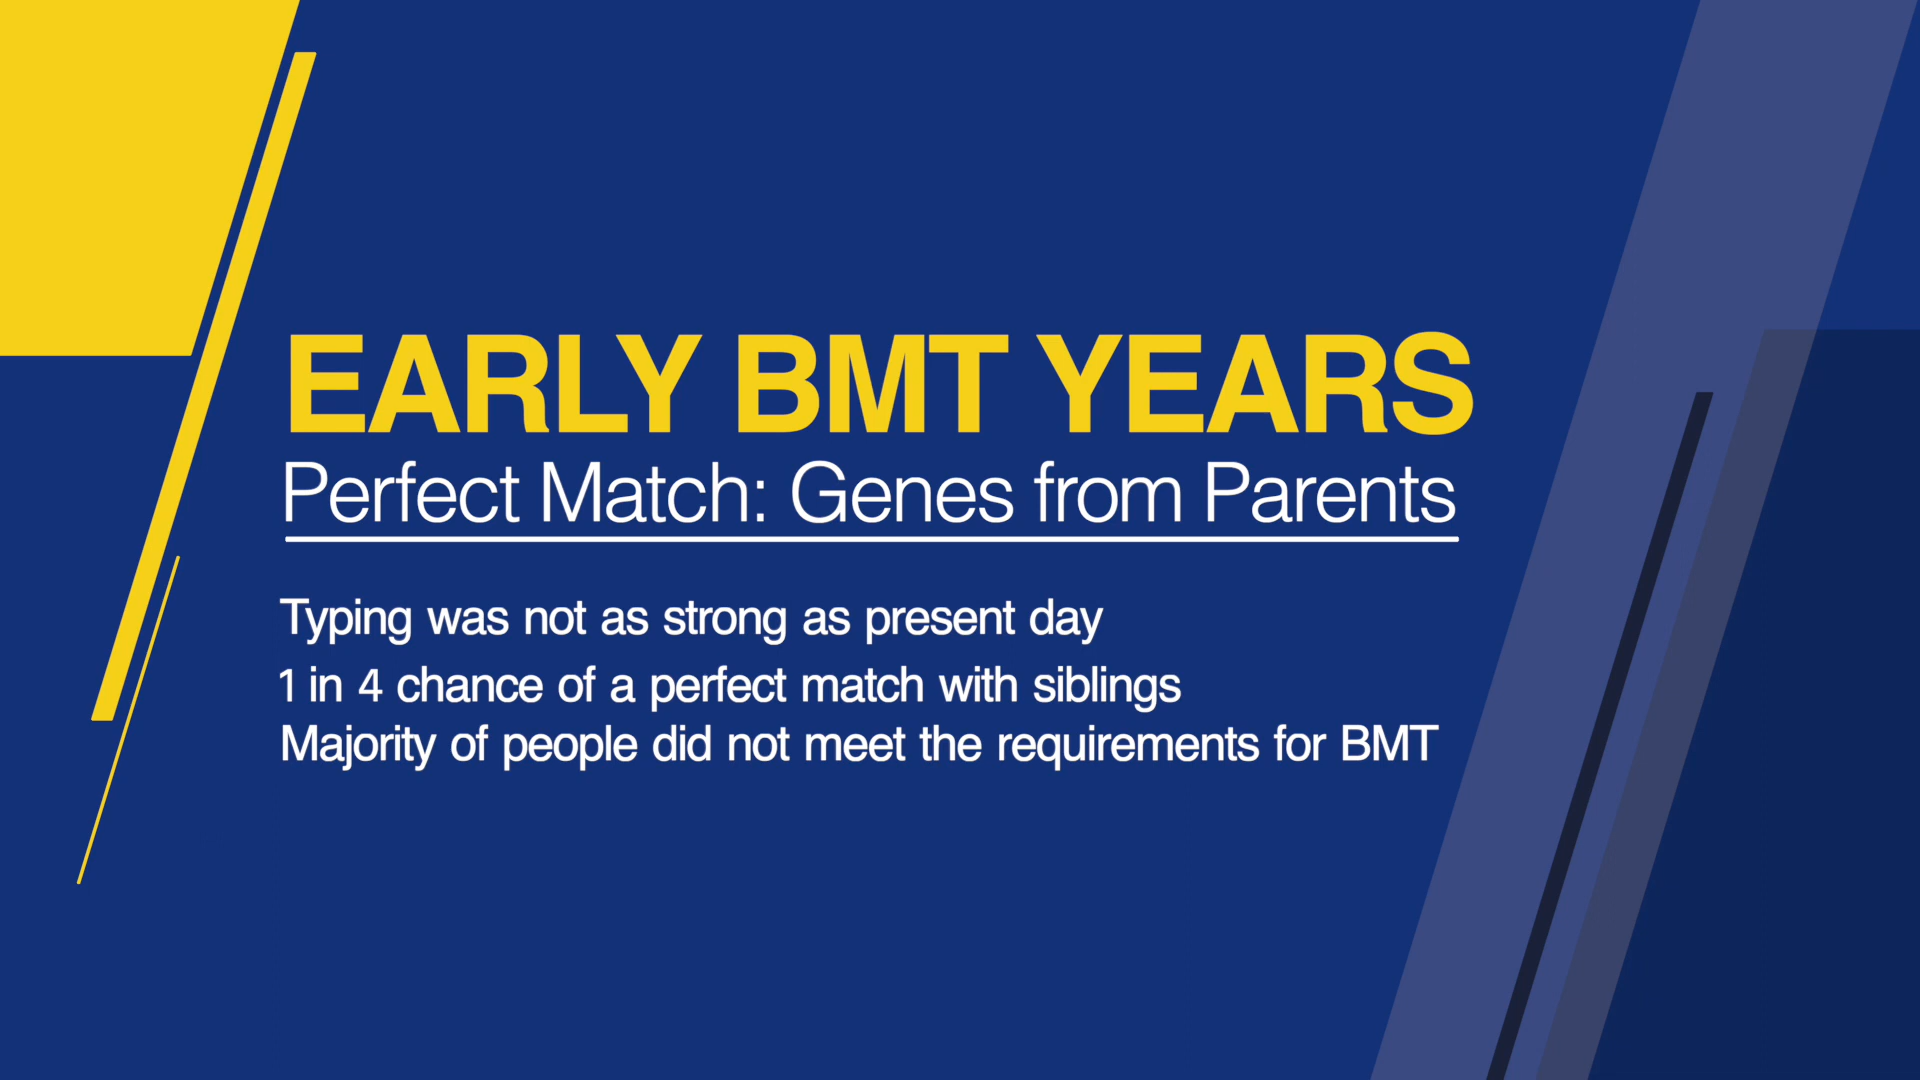 EARLY BMT YEARS
Perfect Match: Genes from Parents
Typing was not as strong as present day
1 in 4 chance of a perfect match with siblings
Majority of people did not meet the requirements for BMT